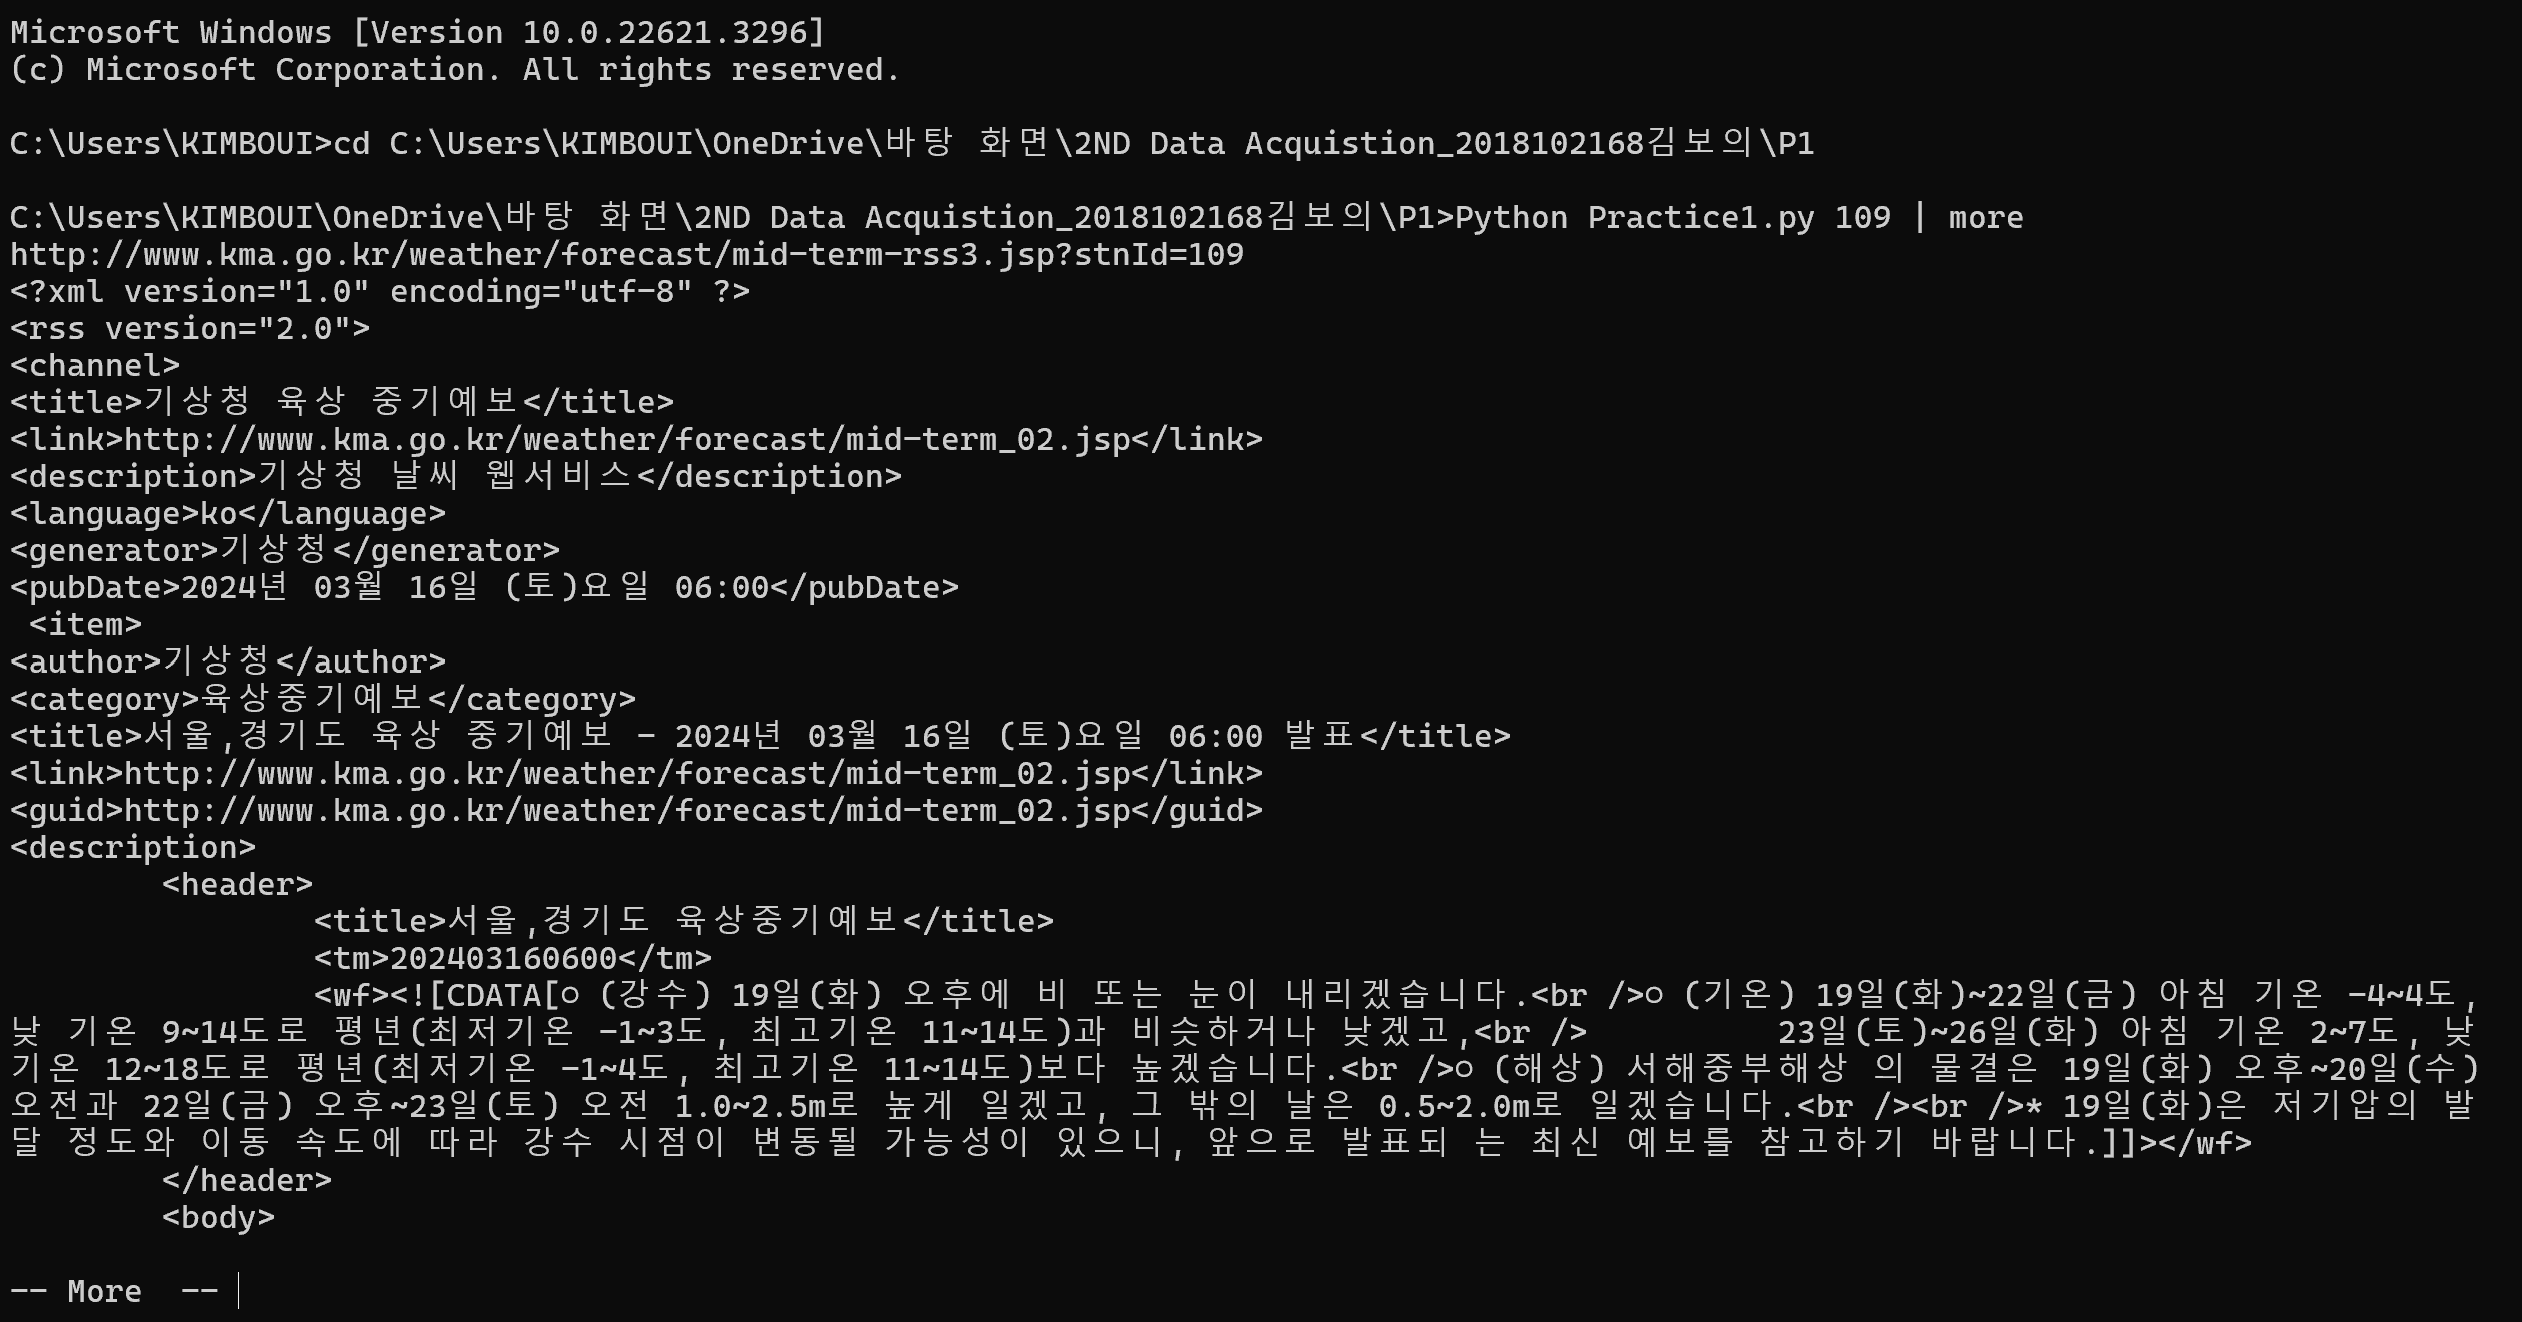 Microsoft Windows [Version 10.0.22621.3296]
(c) Microsoft Corporation. All rights reserved.
C:\Users\KIMBOUI>cd C:\Users\KIMBOUI\OneDrive\바탕 화면\2ND Data Acquistion_2018102168김보의\P1
C:\Users\KIMBOUI\OneDrive\바탕 화면\2ND Data Acquistion_2018102168김보의\P1>Python Practice1.py 109 | more
http://www.kma.go.kr/weather/forecast/mid-term-rss3.jsp?stnId=109
<?xml version="1.0" encoding="utf-8" ?>
<rss version="2.0">
<channel>
<title>기상청 육상 중기예보</title>
<link>http://www.kma.go.kr/weather/forecast/mid-term_02.jsp</link>
<description>기상청 날씨 웹서비스</description>
<language>ko</language>
<generator>기상청</generator>
<pubDate>2024년 03월 16일 (토)요일 06:00</pubDate>
 <item>
<author>기상청</author>
<category>육상중기예보</category>
<title>서울,경기도 육상 중기예보 - 2024년 03월 16일 (토)요일 06:00 발표</title>
<link>http://www.kma.go.kr/weather/forecast/mid-term_02.jsp</link>
<guid>http://www.kma.go.kr/weather/forecast/mid-term_02.jsp</guid>
<description>
        <header>
                <title>서울,경기도 육상중기예보</title>
                <tm>202403160600</tm>
                <wf><![CDATA[○ (강수) 19일(화) 오후에 비 또는 눈이 내리겠습니다.<br />○ (기온) 19일(화)~22일(금) 아침 기온 -4~4도,
낮 기온 9~14도로 평년(최저기온 -1~3도, 최고기온 11~14도)과 비슷하거나 낮겠고,<br />          23일(토)~26일(화) 아침 기온 2~7도, 낮
기온 12~18도로 평년(최저기온 -1~4도, 최고기온 11~14도)보다 높겠습니다.<br />○ (해상) 서해중부해상 의 물결은 19일(화) 오후~20일(수)
오전과 22일(금) 오후~23일(토) 오전 1.0~2.5m로 높게 일겠고, 그 밖의 날은 0.5~2.0m로 일겠습니다.<br /><br />* 19일(화)은 저기압의 발
달 정도와 이동 속도에 따라 강수 시점이 변동될 가능성이 있으니, 앞으로 발표되 는 최신 예보를 참고하기 바랍니다.]]></wf>
        </header>
        <body>
-- More  --